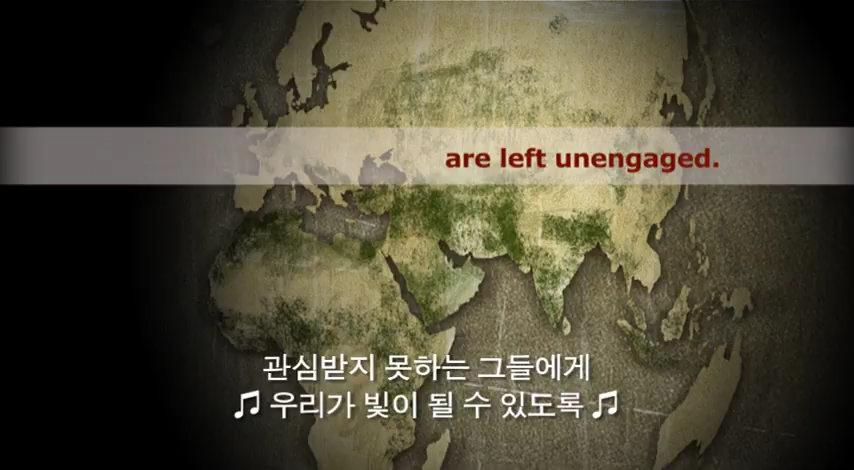 are left unengaged.
관심받지 못하는 그들에게
♫ 우리가 빛이 될 수 있도록 ♫